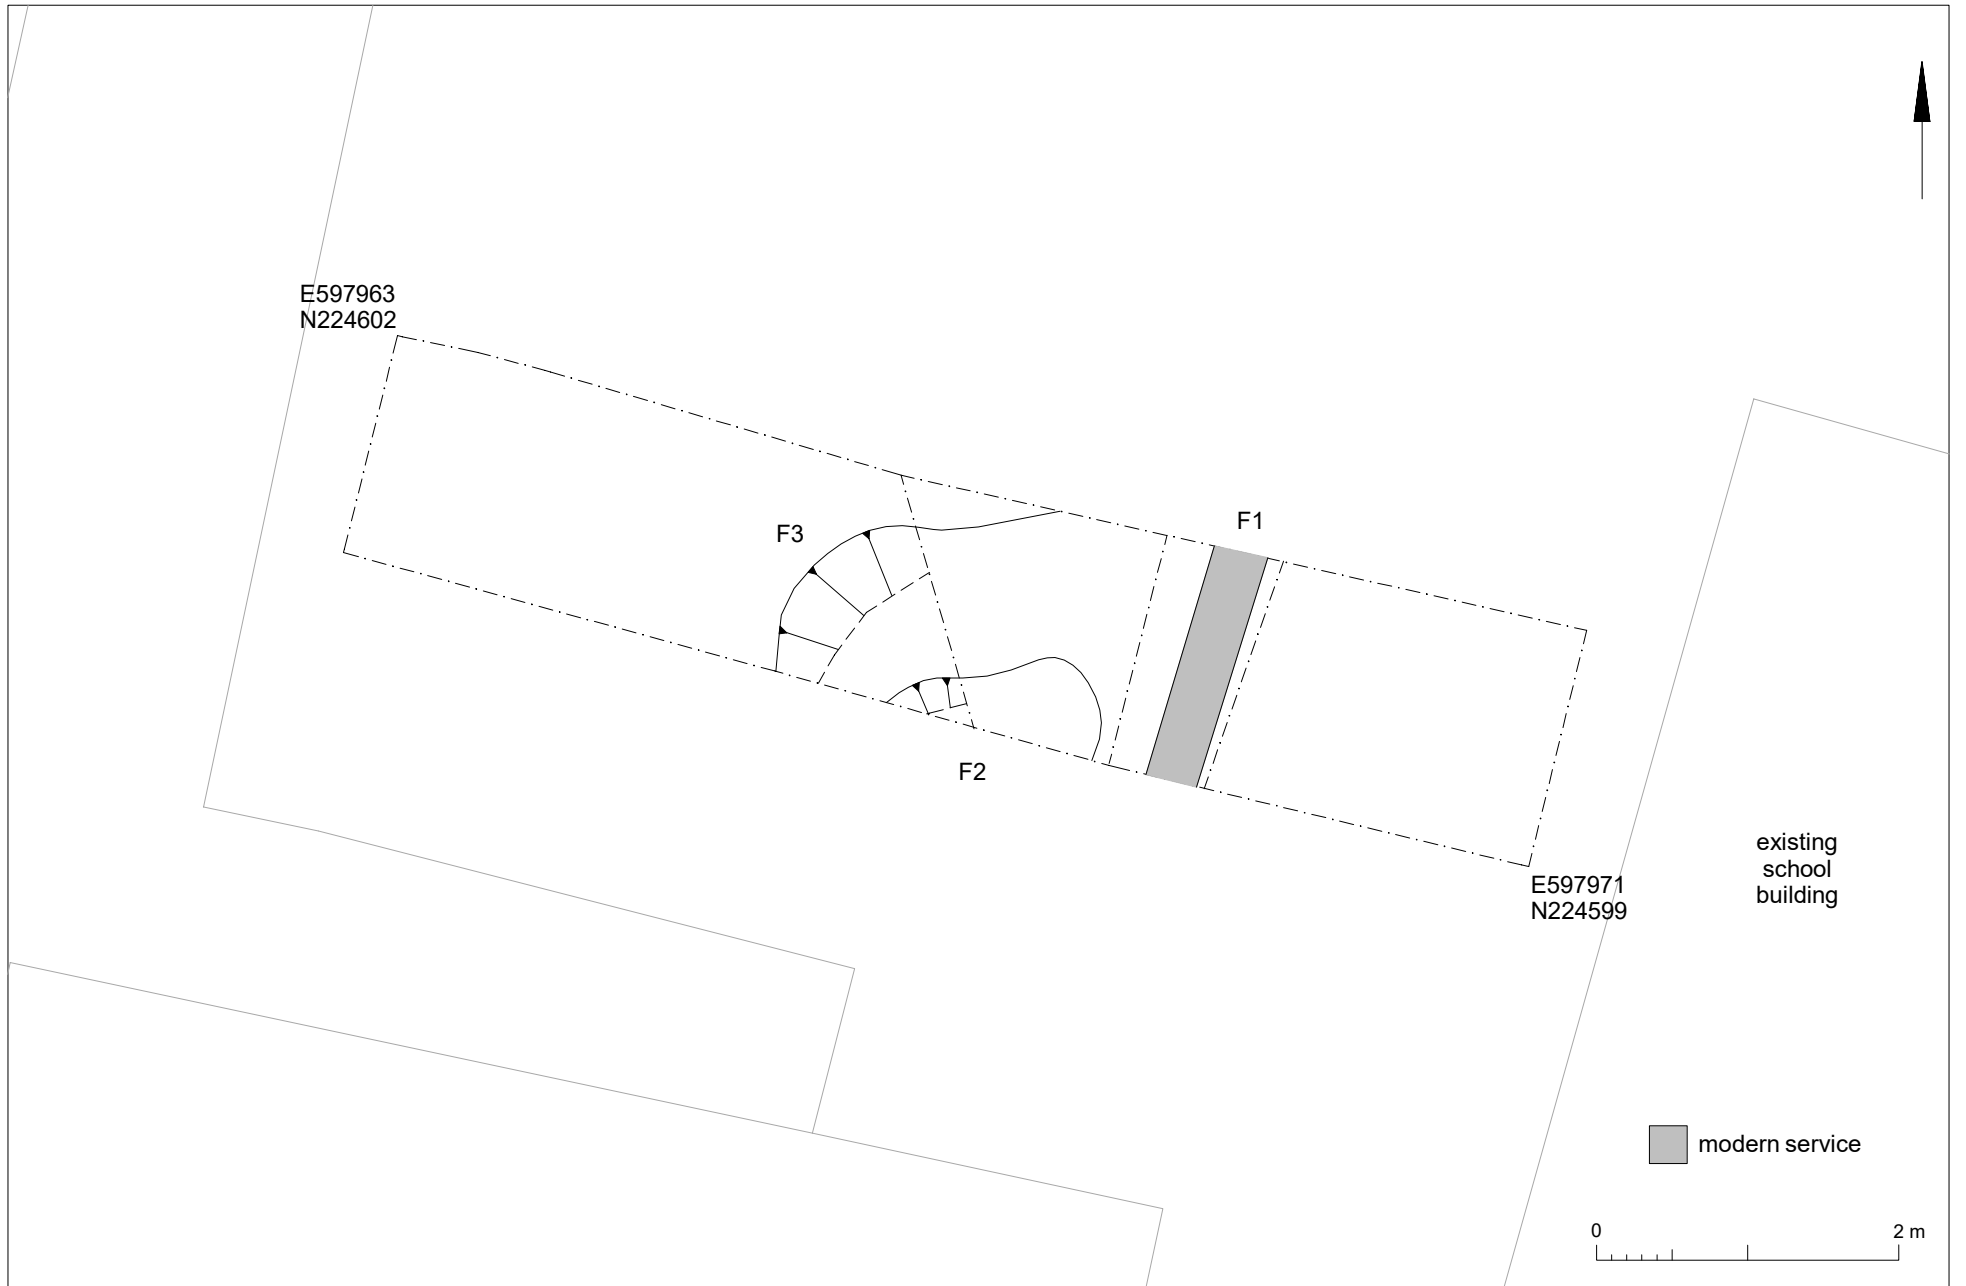 E597963
N224602
F1
F3
F2
existing
school
building
E597971
N224599
modern service
0 2 m